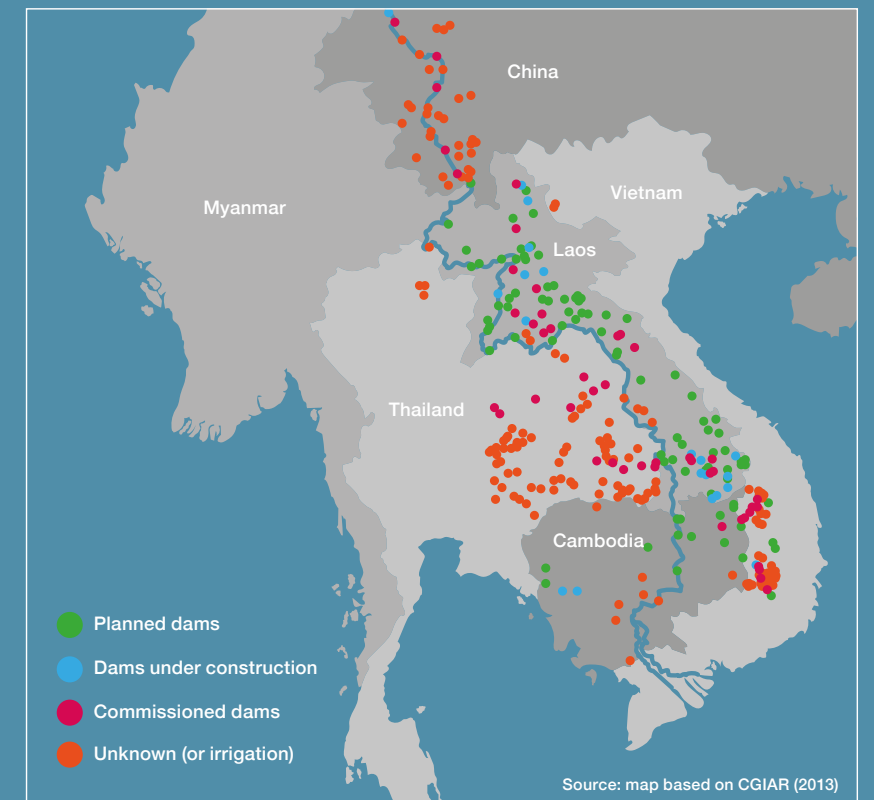 China
Vietnam
Myanmar
Laos
Thailand
Cambodia
Planned dams
Dams under construction
Commissioned dams
Unknown (or irrigation)
Source: map based on CGIAR (2013)